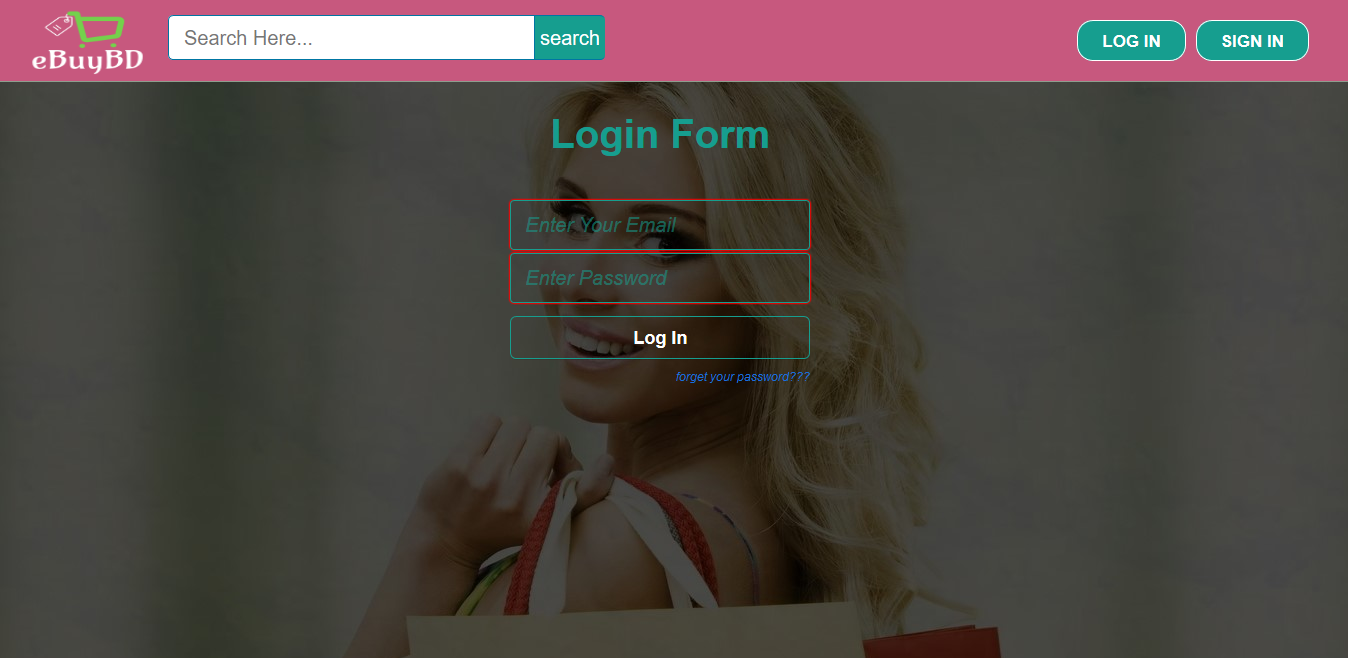 eBuyBD
Search Here...
search
LOG IN
SIGN IN
Login Form
Enter Your Email
Enter Password
Log In
forget your password???